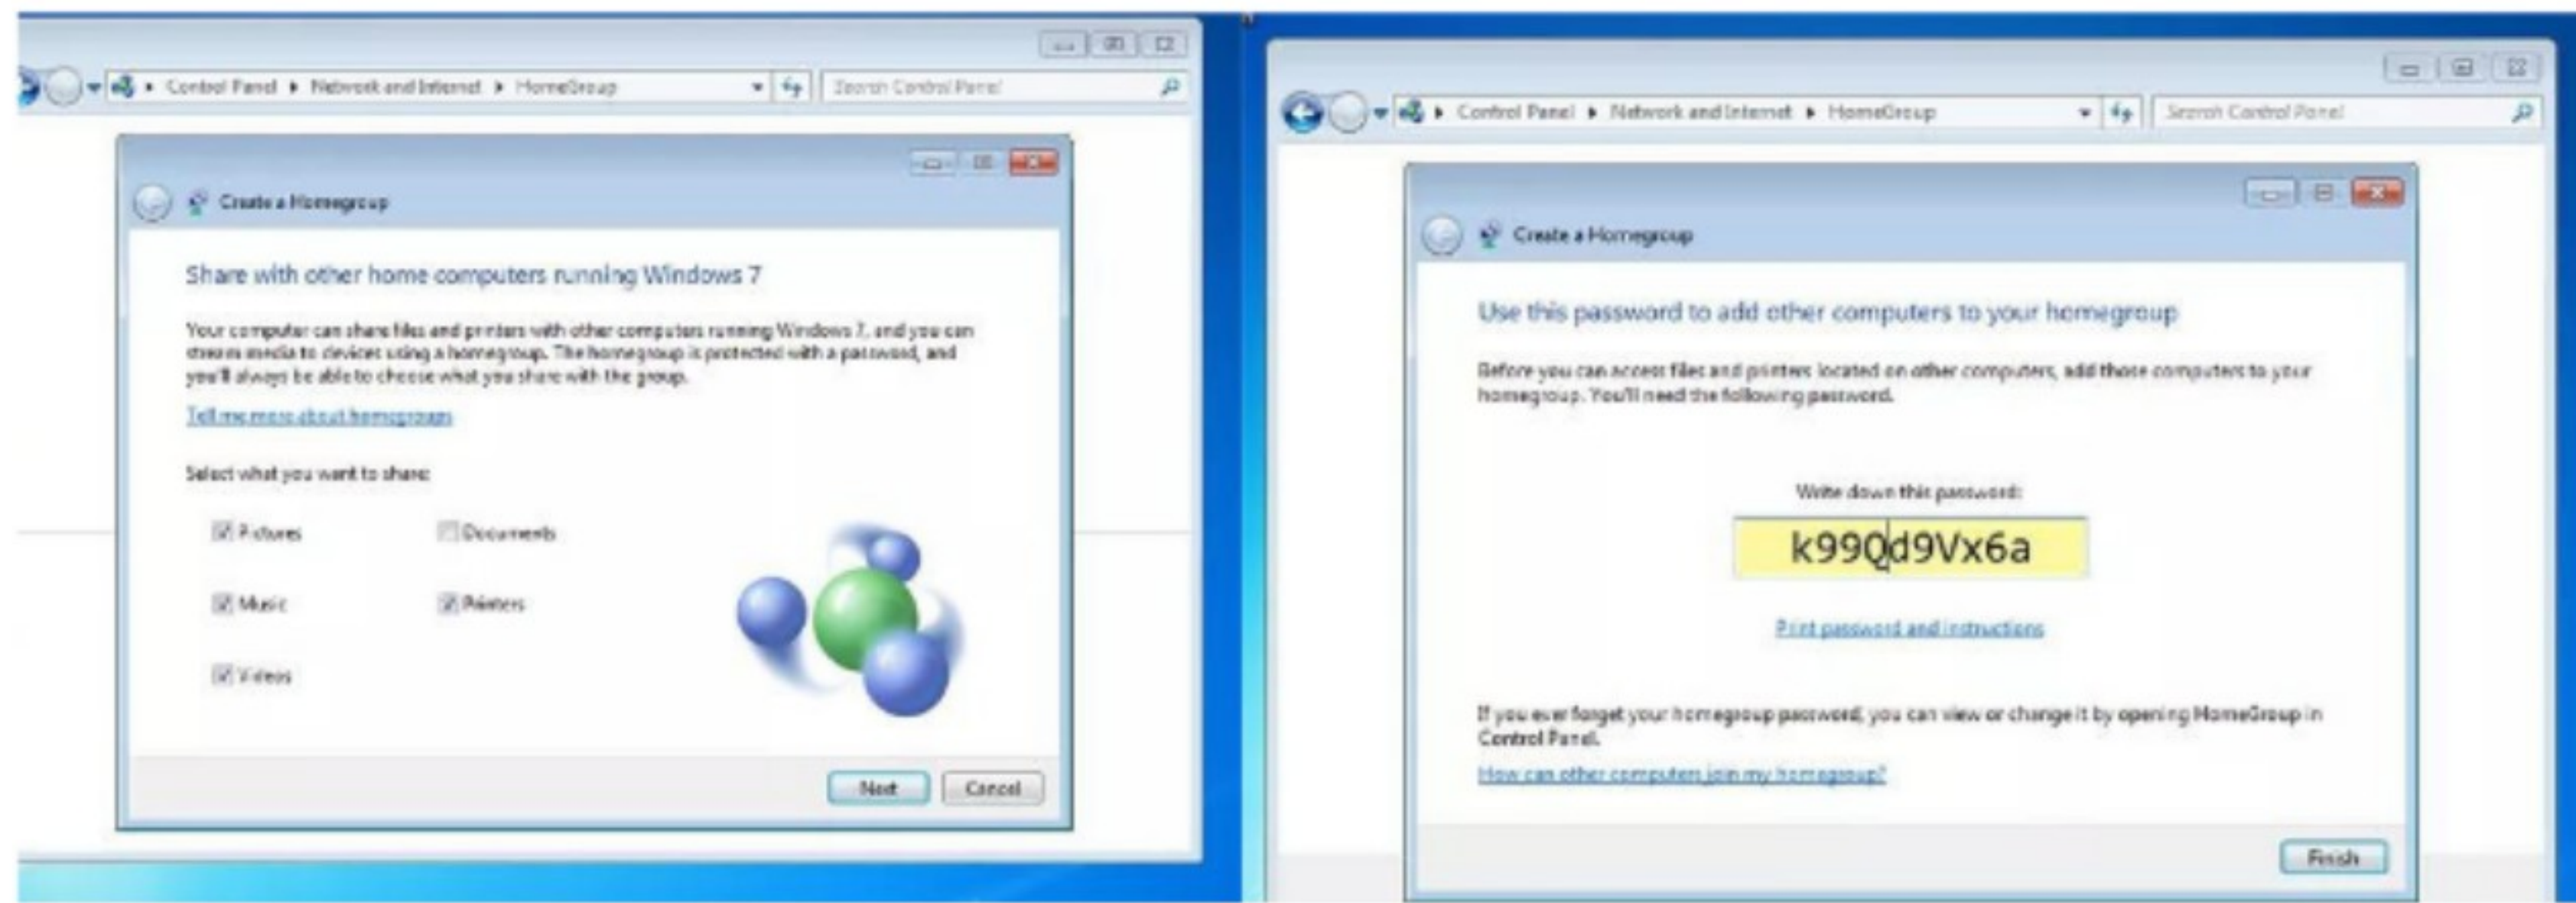 Control Panel Network and Internet HomeGroup
Search Control Panel
Create a Homegroup
Share with other home computers running Windows 7
Your computer can share files and printers with other computers running Windows 7, and you can
stream media to devices using a homegroup. The homegroup is protected with a password, and
you'll always be able to choose what you share with the group.
Tell me more about homegroups
Select what you want to share:
Pictures
Documents
Music
Printers
Videos
Next
Cancel
Control Panel Network and Internet HomeGroup
Search Control Panel
Create a Homegroup
Use this password to add other computers to your homegroup
Before you can access files and printers located on other computers, add those computers to your
homegroup. You'll need the following password.
Write down this password:
k99Qd9Vx6a
Print password and instructions
If you ever forget your homegroup password, you can view or change it by opening HomeGroup in
Control Panel.
How can other computers join my homegroup?
Finish